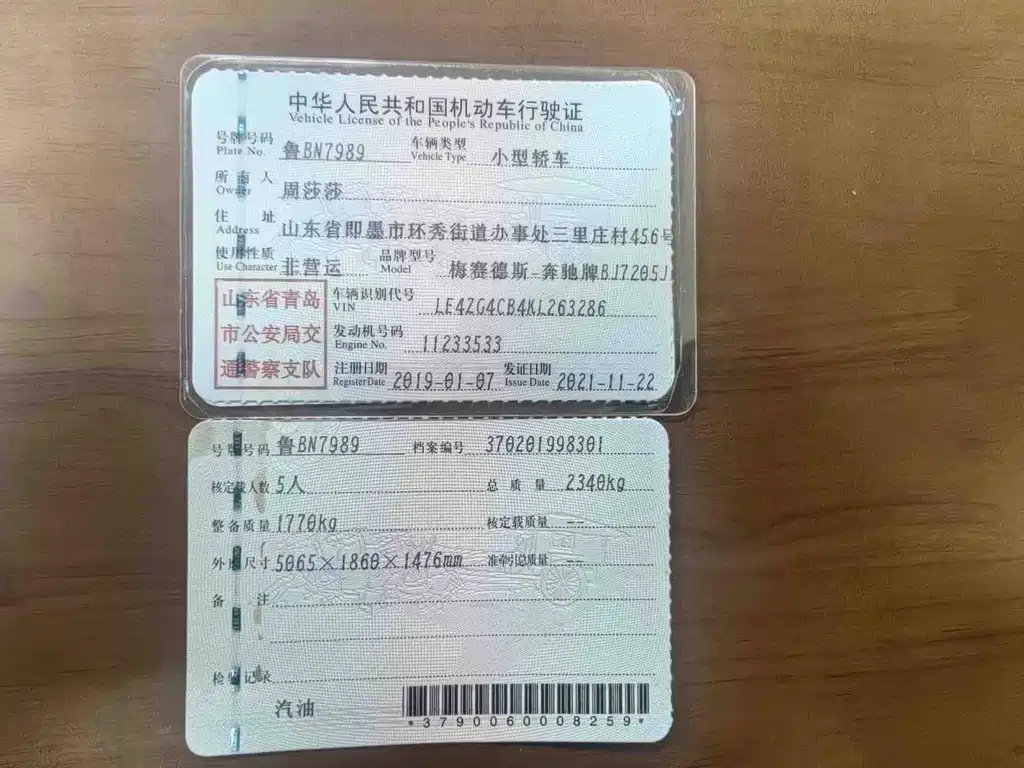 中华人民共和国机动车行驶证
Vehicle License of the People's Republic of China
号牌号码 鲁BN7989 车辆类型 小型轿车
Plate No. Vehicle Type
所有人 周莎莎
Owner
住址 山东省即墨市环秀街道办事处三里庄村456号
Address
使用性质 非营运 品牌型号 梅赛德斯-奔驰牌BJ7205J
Use Character Model
山东省青岛
市公安局交
通警察支队
车辆识别代号 LE4ZG4CB4KL263286
VIN
发动机号码 11233533
Engine No.
注册日期 2019-01-07 发证日期 2021-11-22
Register Date Issue Date
号牌号码 鲁BN7989 档案编号 370201998301
核定载人数 5人 总质量 2340kg
整备质量 1770kg 核定载质量 --
外廓尺寸 5065×1860×1476mm 准牵引总质量 --
备注
检验记录
汽油
*3790060008259*